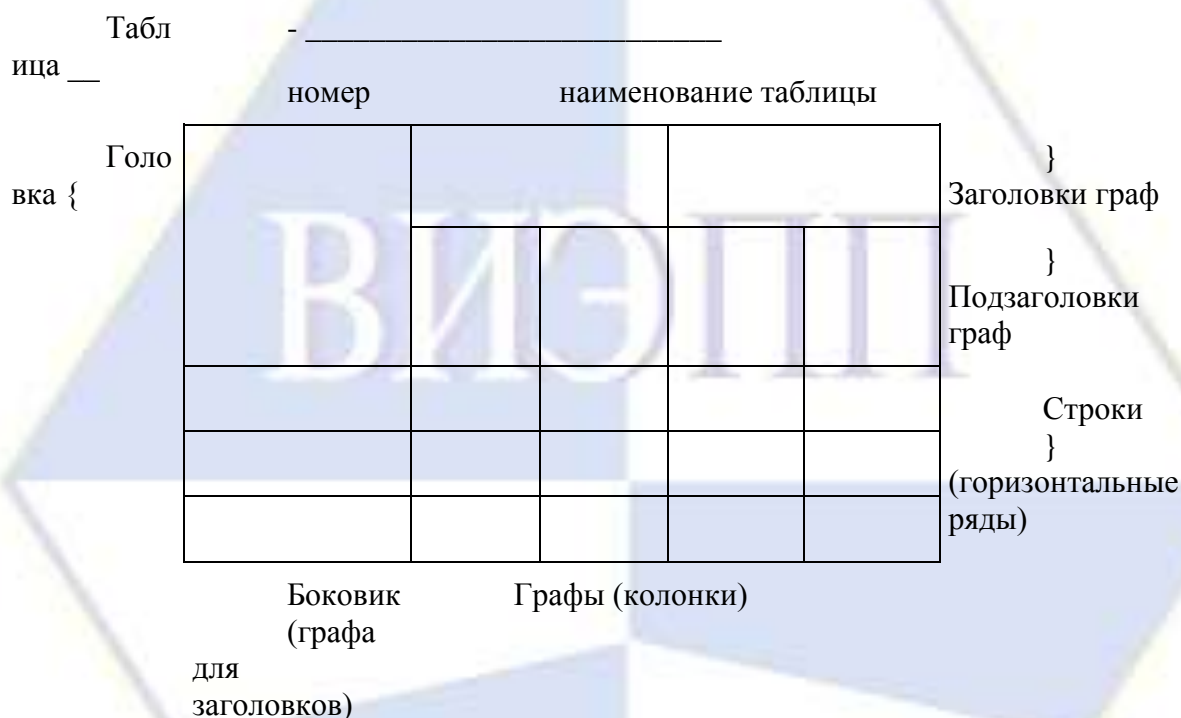 Табл - __________________________
ица __
номер наименование таблицы
Голо }
вка { Заголовки граф
}
Подзаголовки
граф
ВИЭПП
Строки
}
(горизонтальные
ряды)
Боковик Графы (колонки)
(графа
для
заголовков)